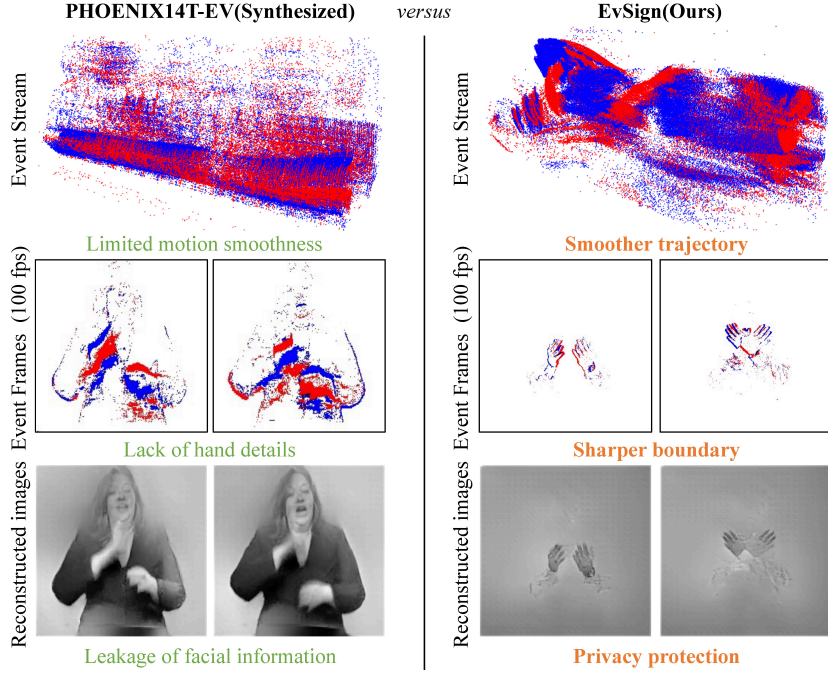 PHOENIX14T-EV(Synthesized) versus EvSign(Ours)
Event Stream
Event Stream
Limited motion smoothness
Smoother trajectory
Event Frames (100 fps)
Event Frames (100 fps)
Lack of hand details
Sharper boundary
Reconstructed images
Reconstructed images
Leakage of facial information
Privacy protection